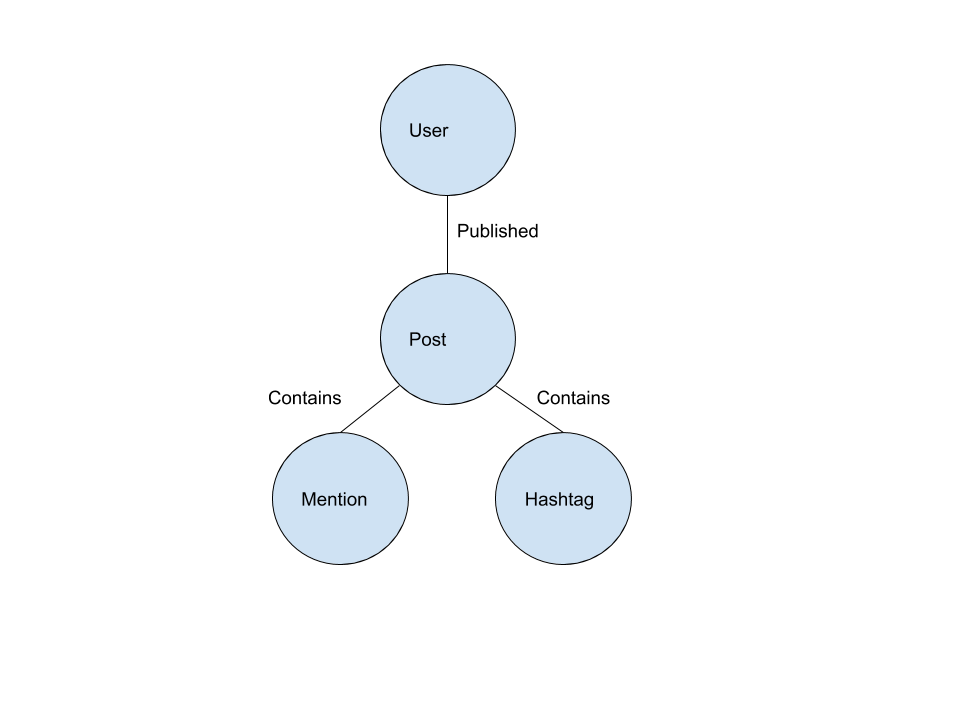 User
Published
Post
Contains
Contains
Mention
Hashtag